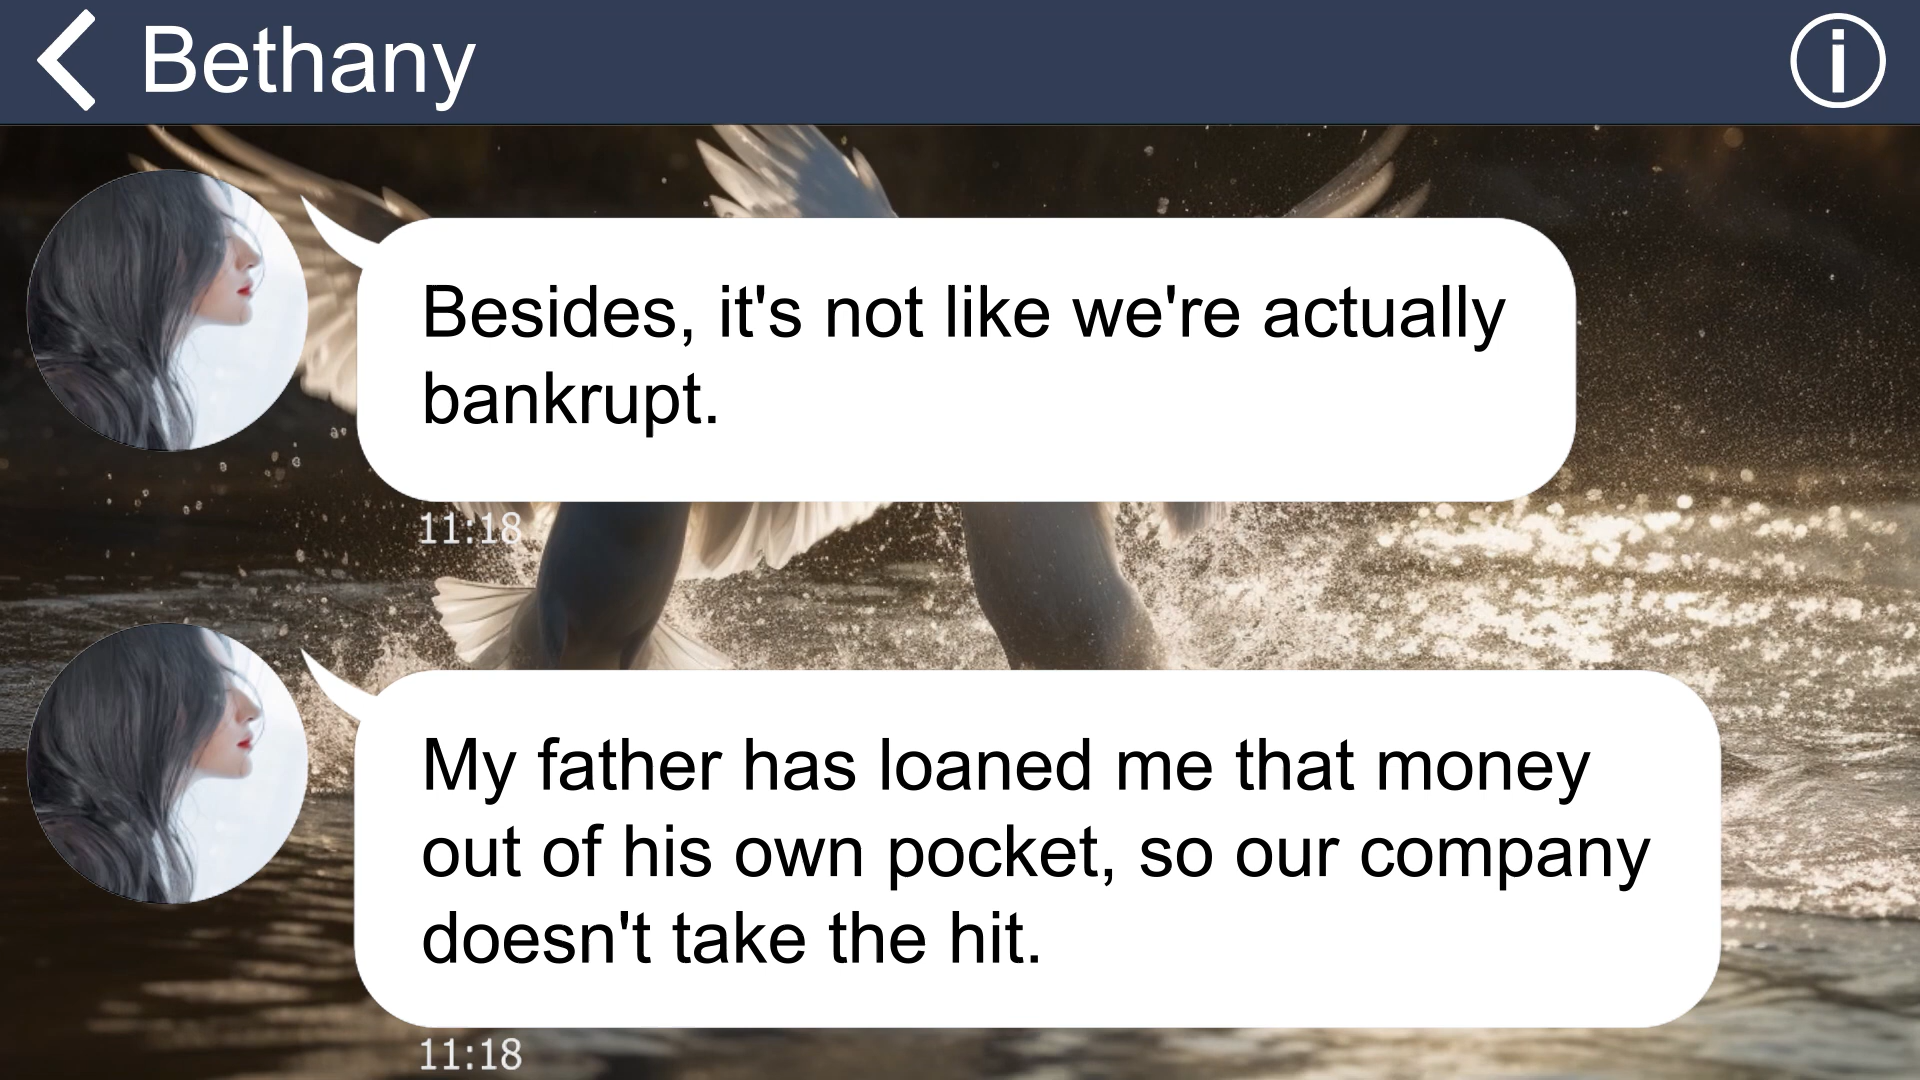 Bethany
Besides, it's not like we're actually
bankrupt.
11:18
My father has loaned me that money
out of his own pocket, so our company
doesn't take the hit.
11:18